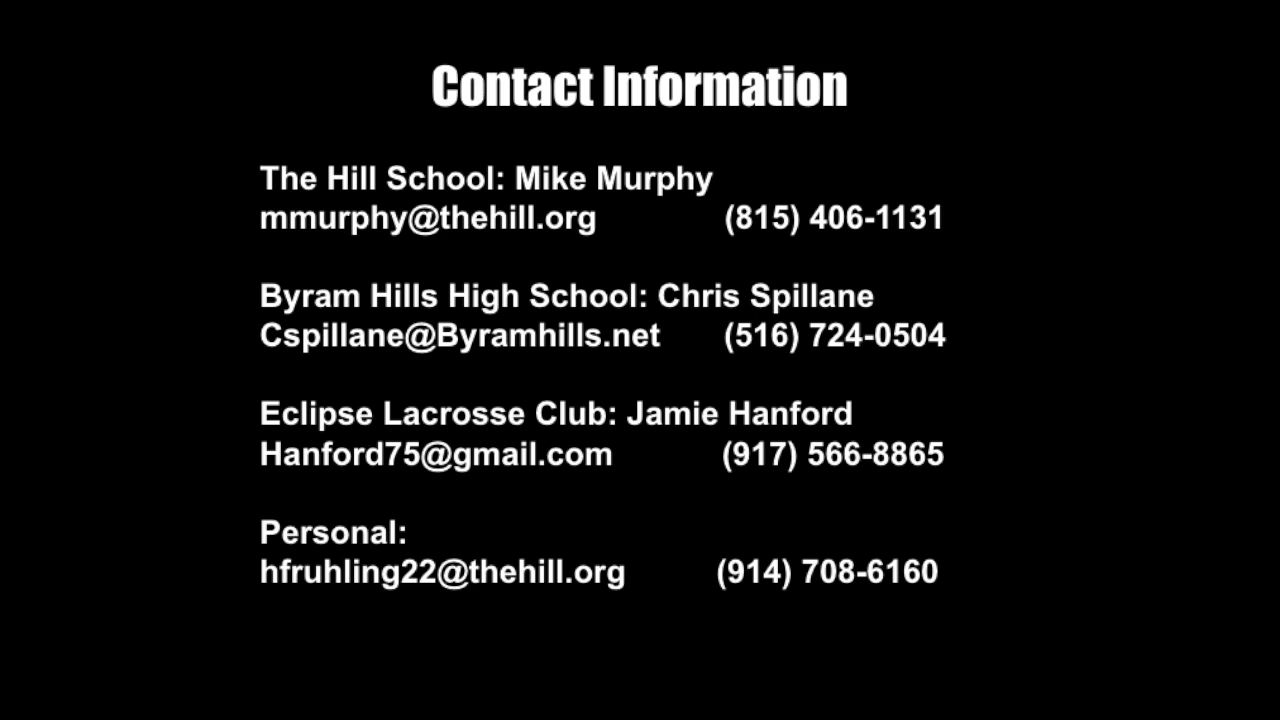 Contact Information
The Hill School: Mike Murphy
mmurphy@thehill.org (815) 406-1131
Byram Hills High School: Chris Spillane
Cspillane@Byramhills.net (516) 724-0504
Eclipse Lacrosse Club: Jamie Hanford
Hanford75@gmail.com (917) 566-8865
Personal:
hfruhling22@thehill.org (914) 708-6160